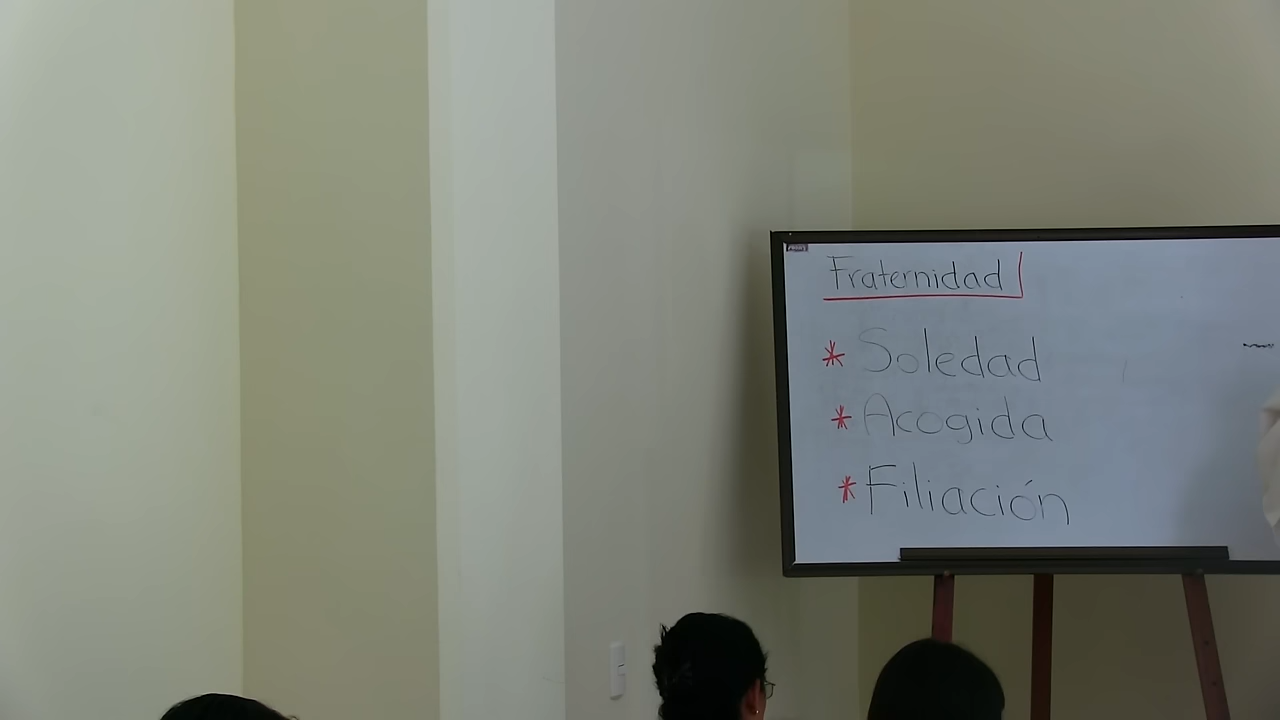 Fraternidad
* Soledad
* Acogida
* Filiación